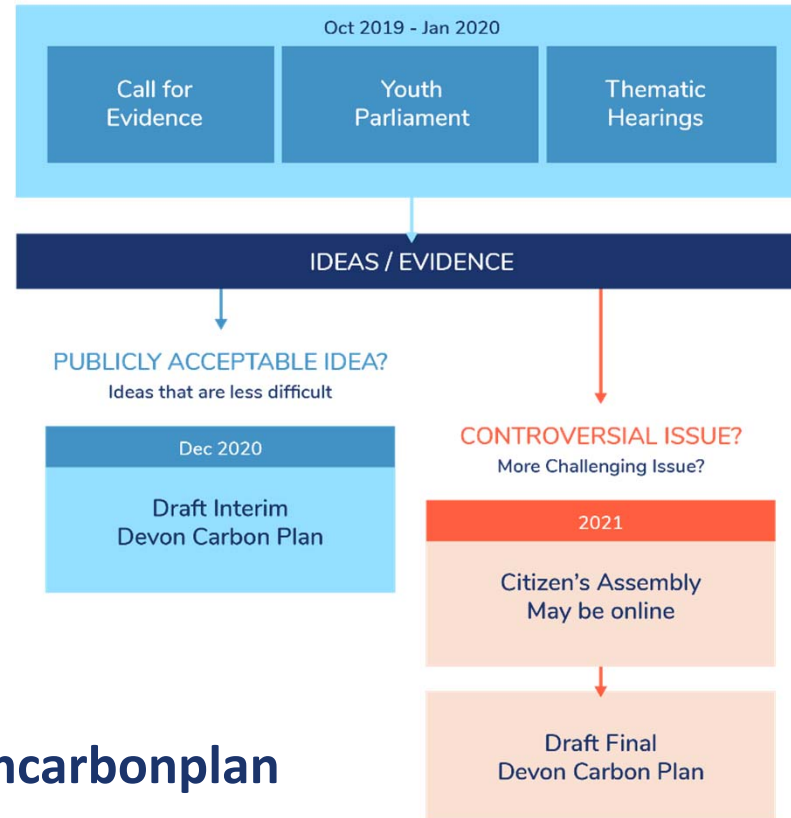 Oct 2019 - Jan 2020
Call for
Evidence
Youth
Parliament
Thematic
Hearings
IDEAS / EVIDENCE
PUBLICLY ACCEPTABLE IDEA?
Ideas that are less difficult
Dec 2020
Draft Interim
Devon Carbon Plan
CONTROVERSIAL ISSUE?
More Challenging Issue?
2021
Citizen's Assembly
May be online
Draft Final
Devon Carbon Plan
ncarbonplan